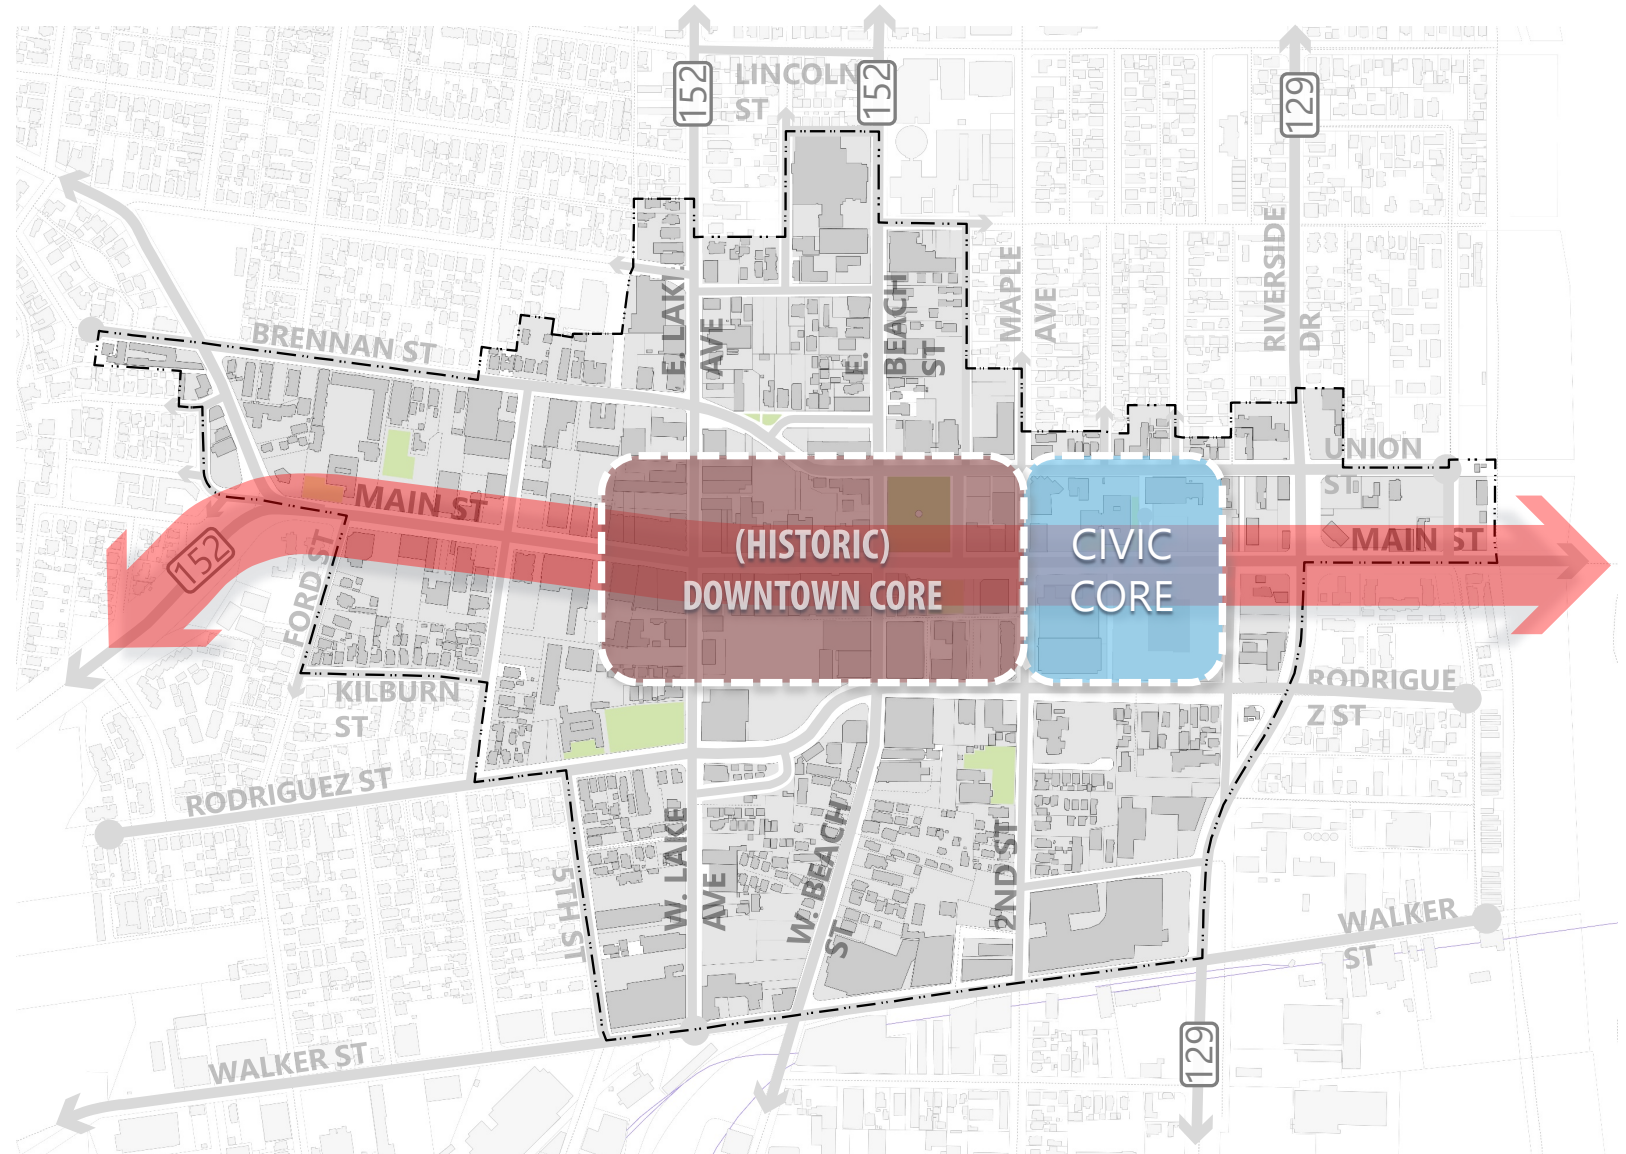 152
152
129
LINCOLN
ST
RIVERSIDE
DR
MAPLE
AVE
E. LAKE
AVE
E.
BEACH
ST
BRENNAN ST
UNION
ST
MAIN ST
MAIN ST
(HISTORIC)
DOWNTOWN CORE
CIVIC
CORE
152
FORD ST
KILBURN
ST
RODRIGUE
Z ST
RODRIGUEZ ST
W. LAKE
AVE
W. BEACH
ST
2ND ST
5TH ST
WALKER
ST
WALKER ST
129